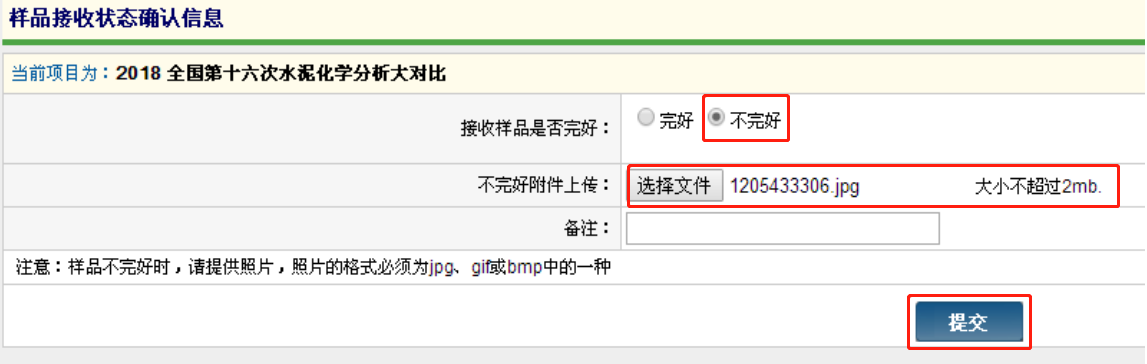 样品接收状态确认信息
当前项目为：2018 全国第十六次水泥化学分析大对比
接收样品是否完好： 完好 不完好
不完好附件上传： 选择文件 1205433306.jpg 大小不超过2mb.
备注：
注意：样品不完好时，请提供照片，照片的格式必须为jpg、gif或bmp中的一种
提交